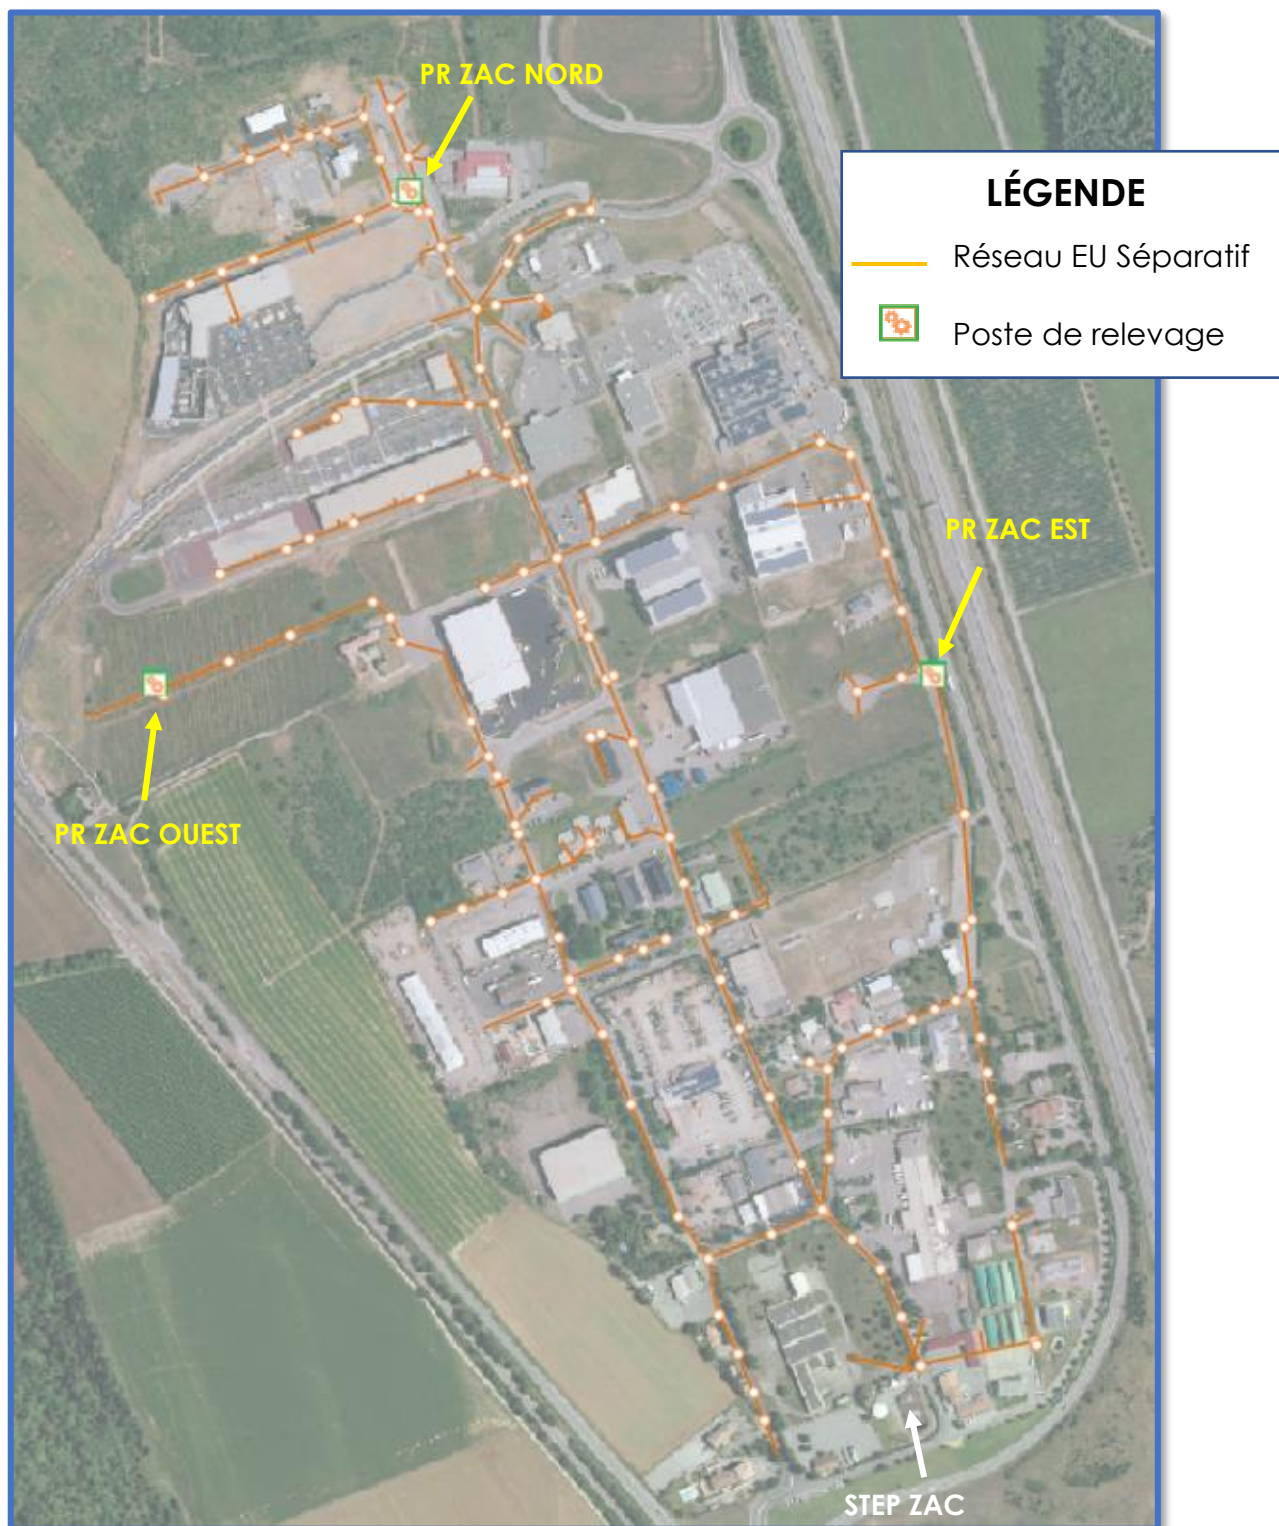 PR ZAC NORD
LÉGENDE
Réseau EU Séparatif
Poste de relevage
PR ZAC EST
PR ZAC OUEST
STEP ZAC